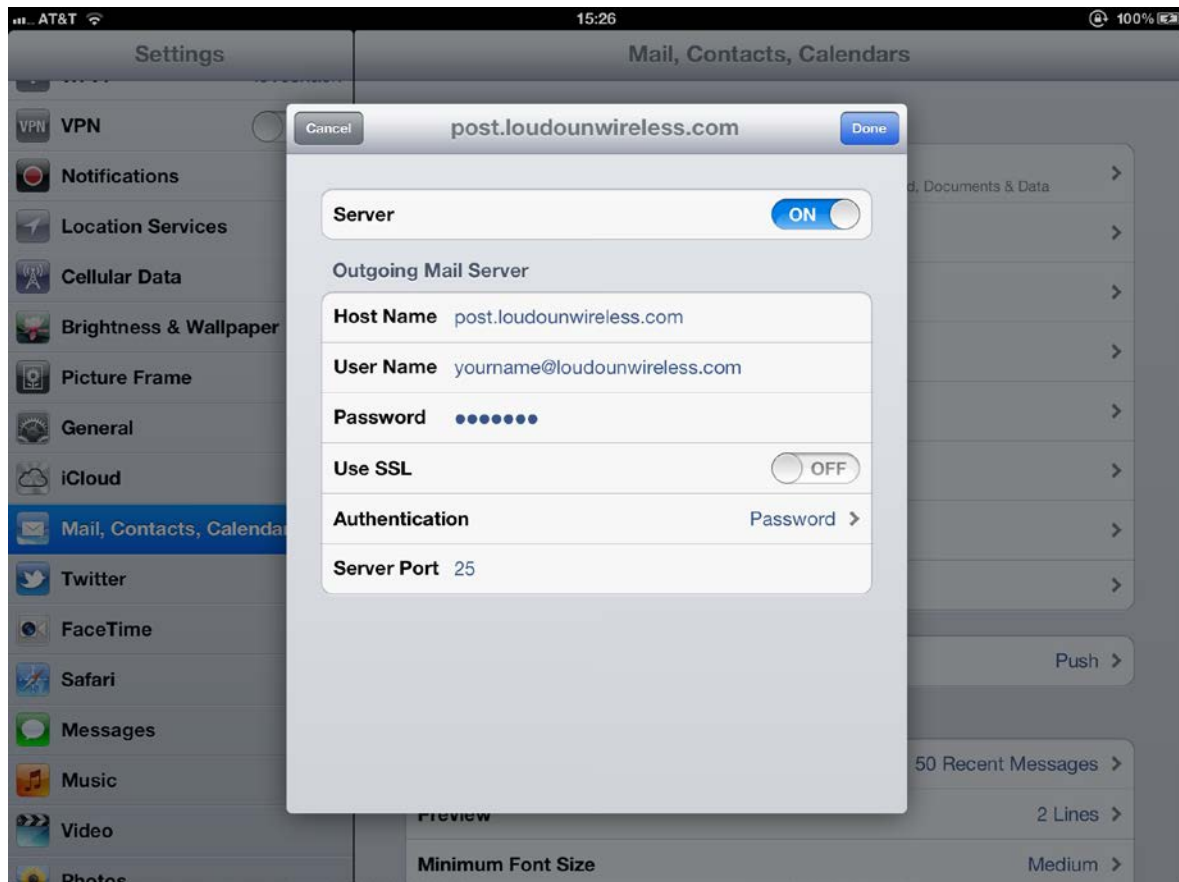 AT&T 15:26 100%
Settings Mail, Contacts, Calendars
VPN VPN
Notifications
Location Services
Cellular Data
Brightness & Wallpaper
Picture Frame
General
iCloud
Mail, Contacts, Calendar
Twitter
FaceTime
Safari
Messages
Music
Video
Photos
Cancel post.loudounwireless.com Done
Server ON
Outgoing Mail Server
Host Name post.loudounwireless.com
User Name yourname@loudounwireless.com
Password •••••••
Use SSL OFF
Authentication Password
Server Port 25
d, Documents & Data
Push
50 Recent Messages
Preview 2 Lines
Minimum Font Size Medium